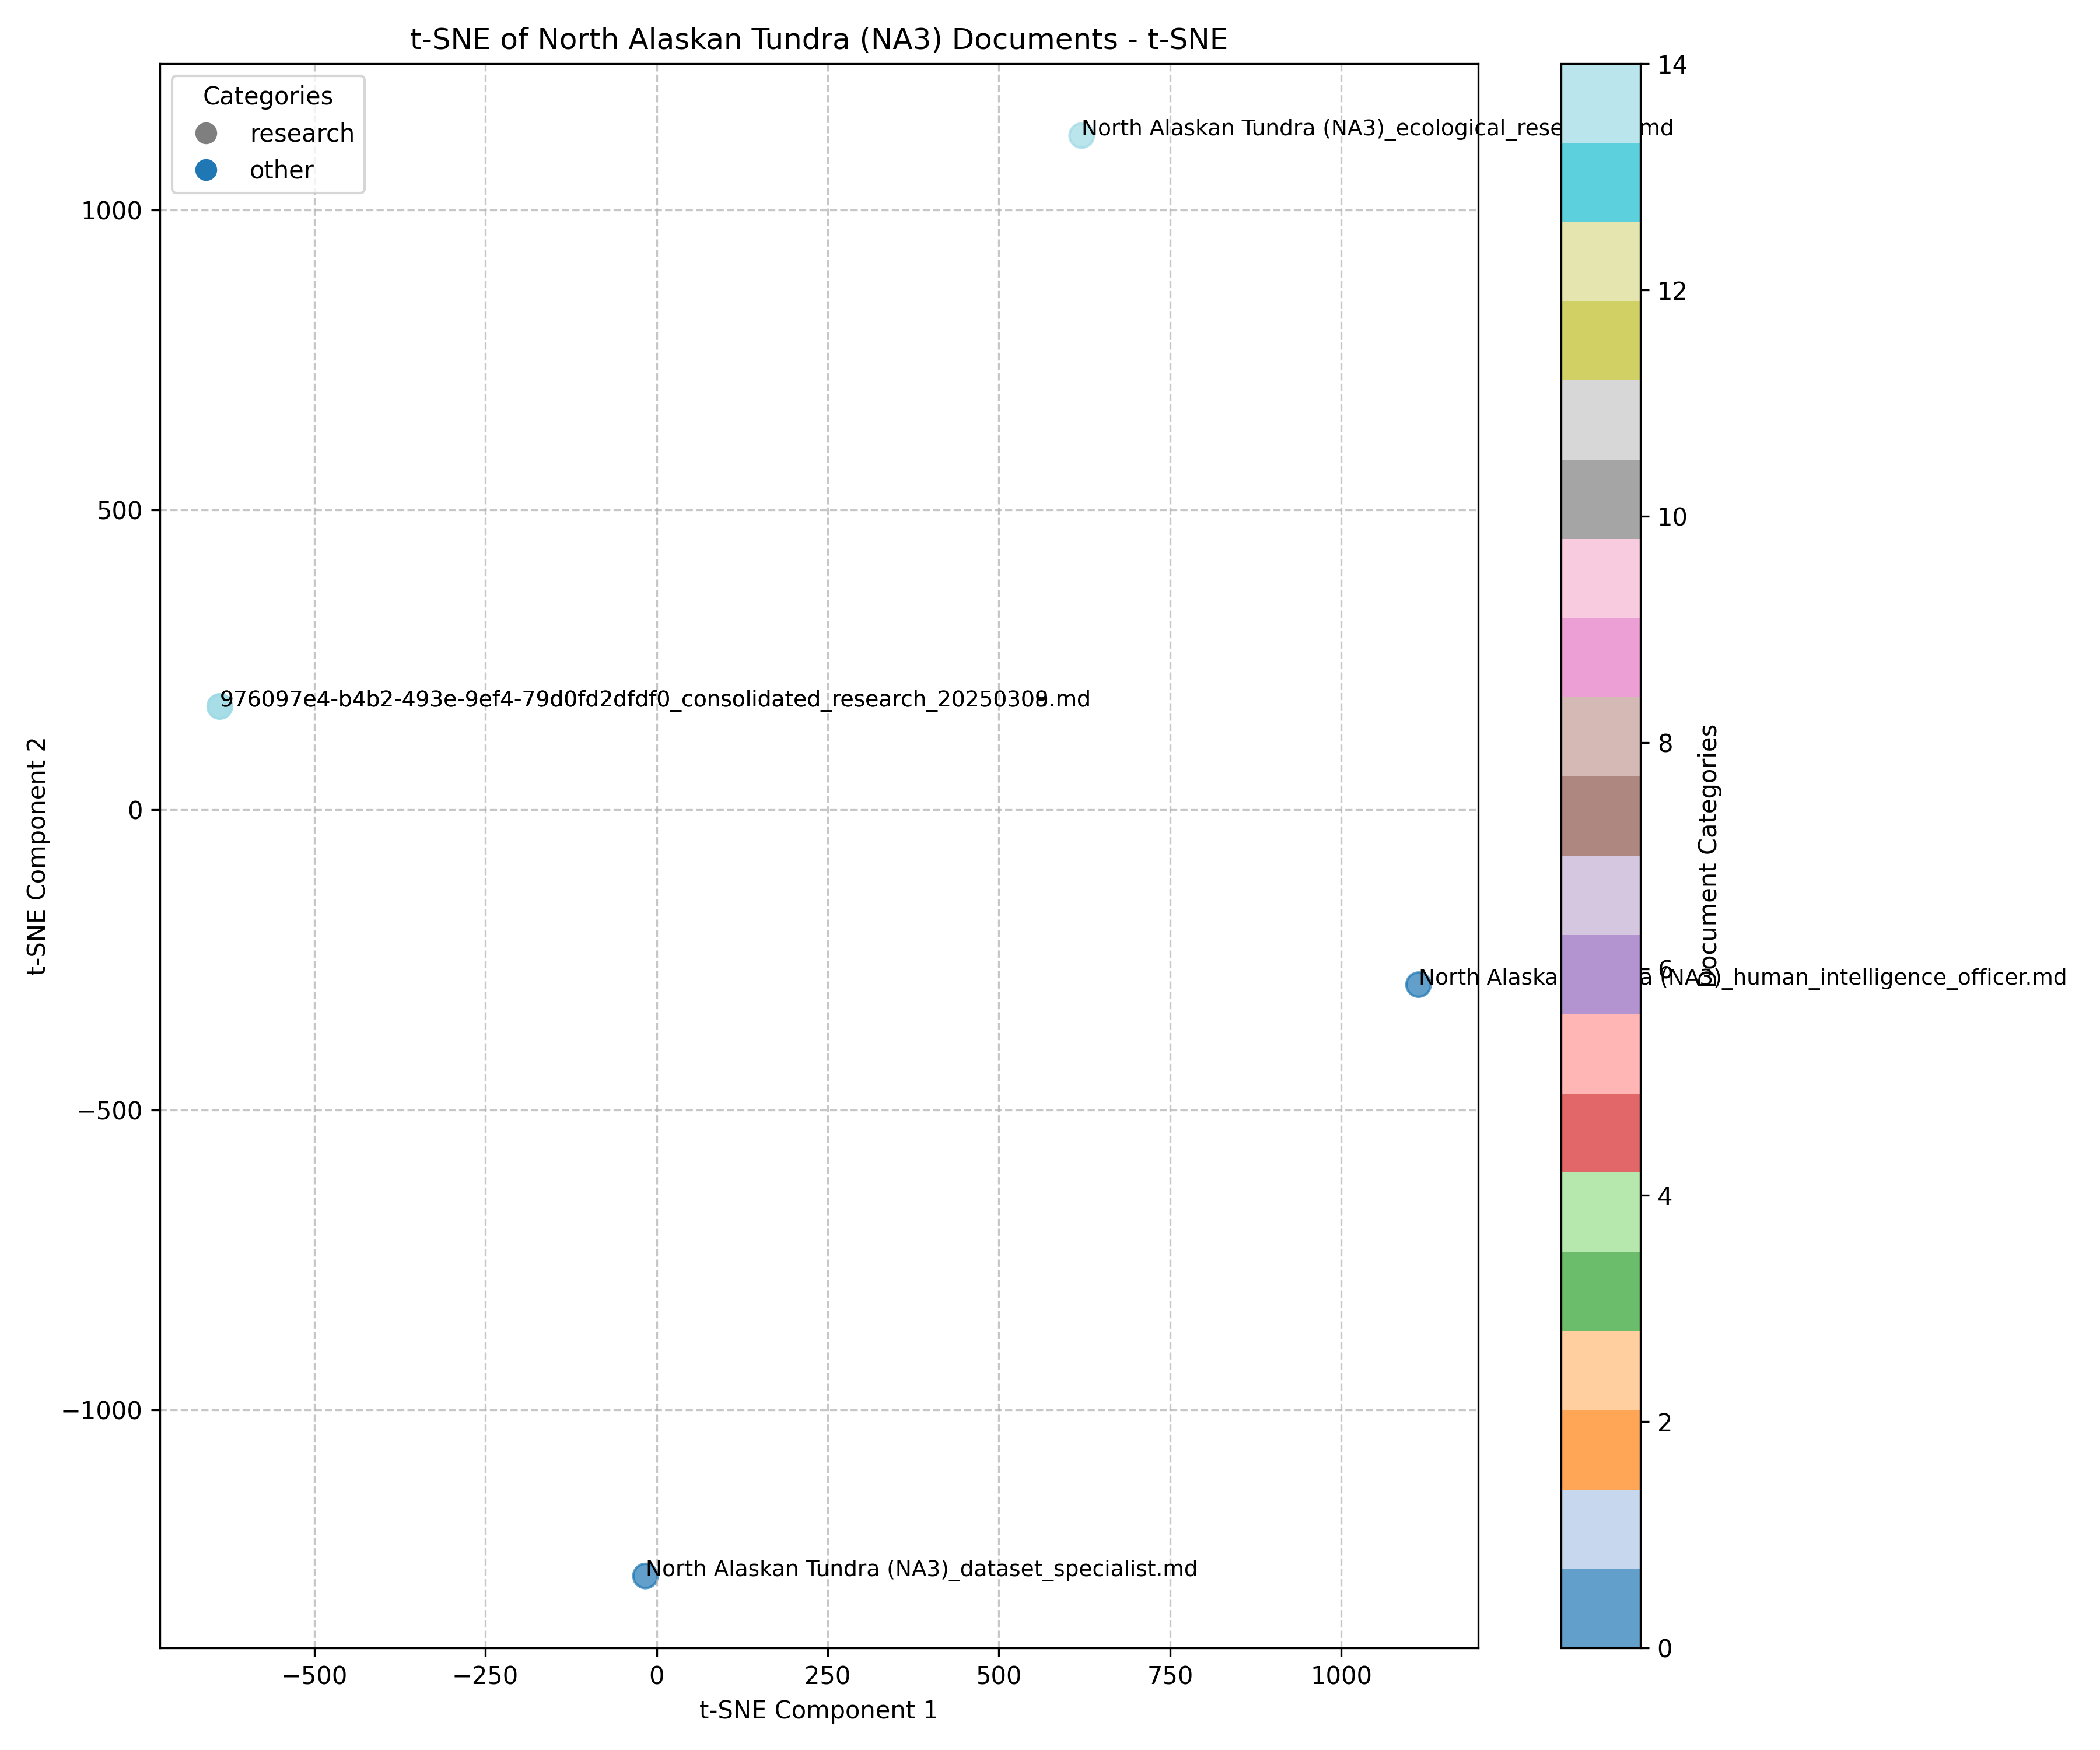 t-SNE of North Alaskan Tundra (NA3) Documents - t-SNE
Categories
research
other
North Alaskan Tundra (NA3)_ecological_rese md
976097e4-b4b2-493e-9ef4-79d0fd2dfdf0_consolidated_research_2025030 .md
North Alaska a (NA3)_human_intelligence_officer.md
North Alaskan Tundra (NA3)_dataset_specialist.md
1000
500
0
−500
−1000
t-SNE Component 2
−500
−250
0
250
500
750
1000
t-SNE Component 1
14
12
10
8
6
4
2
0
Document Categories